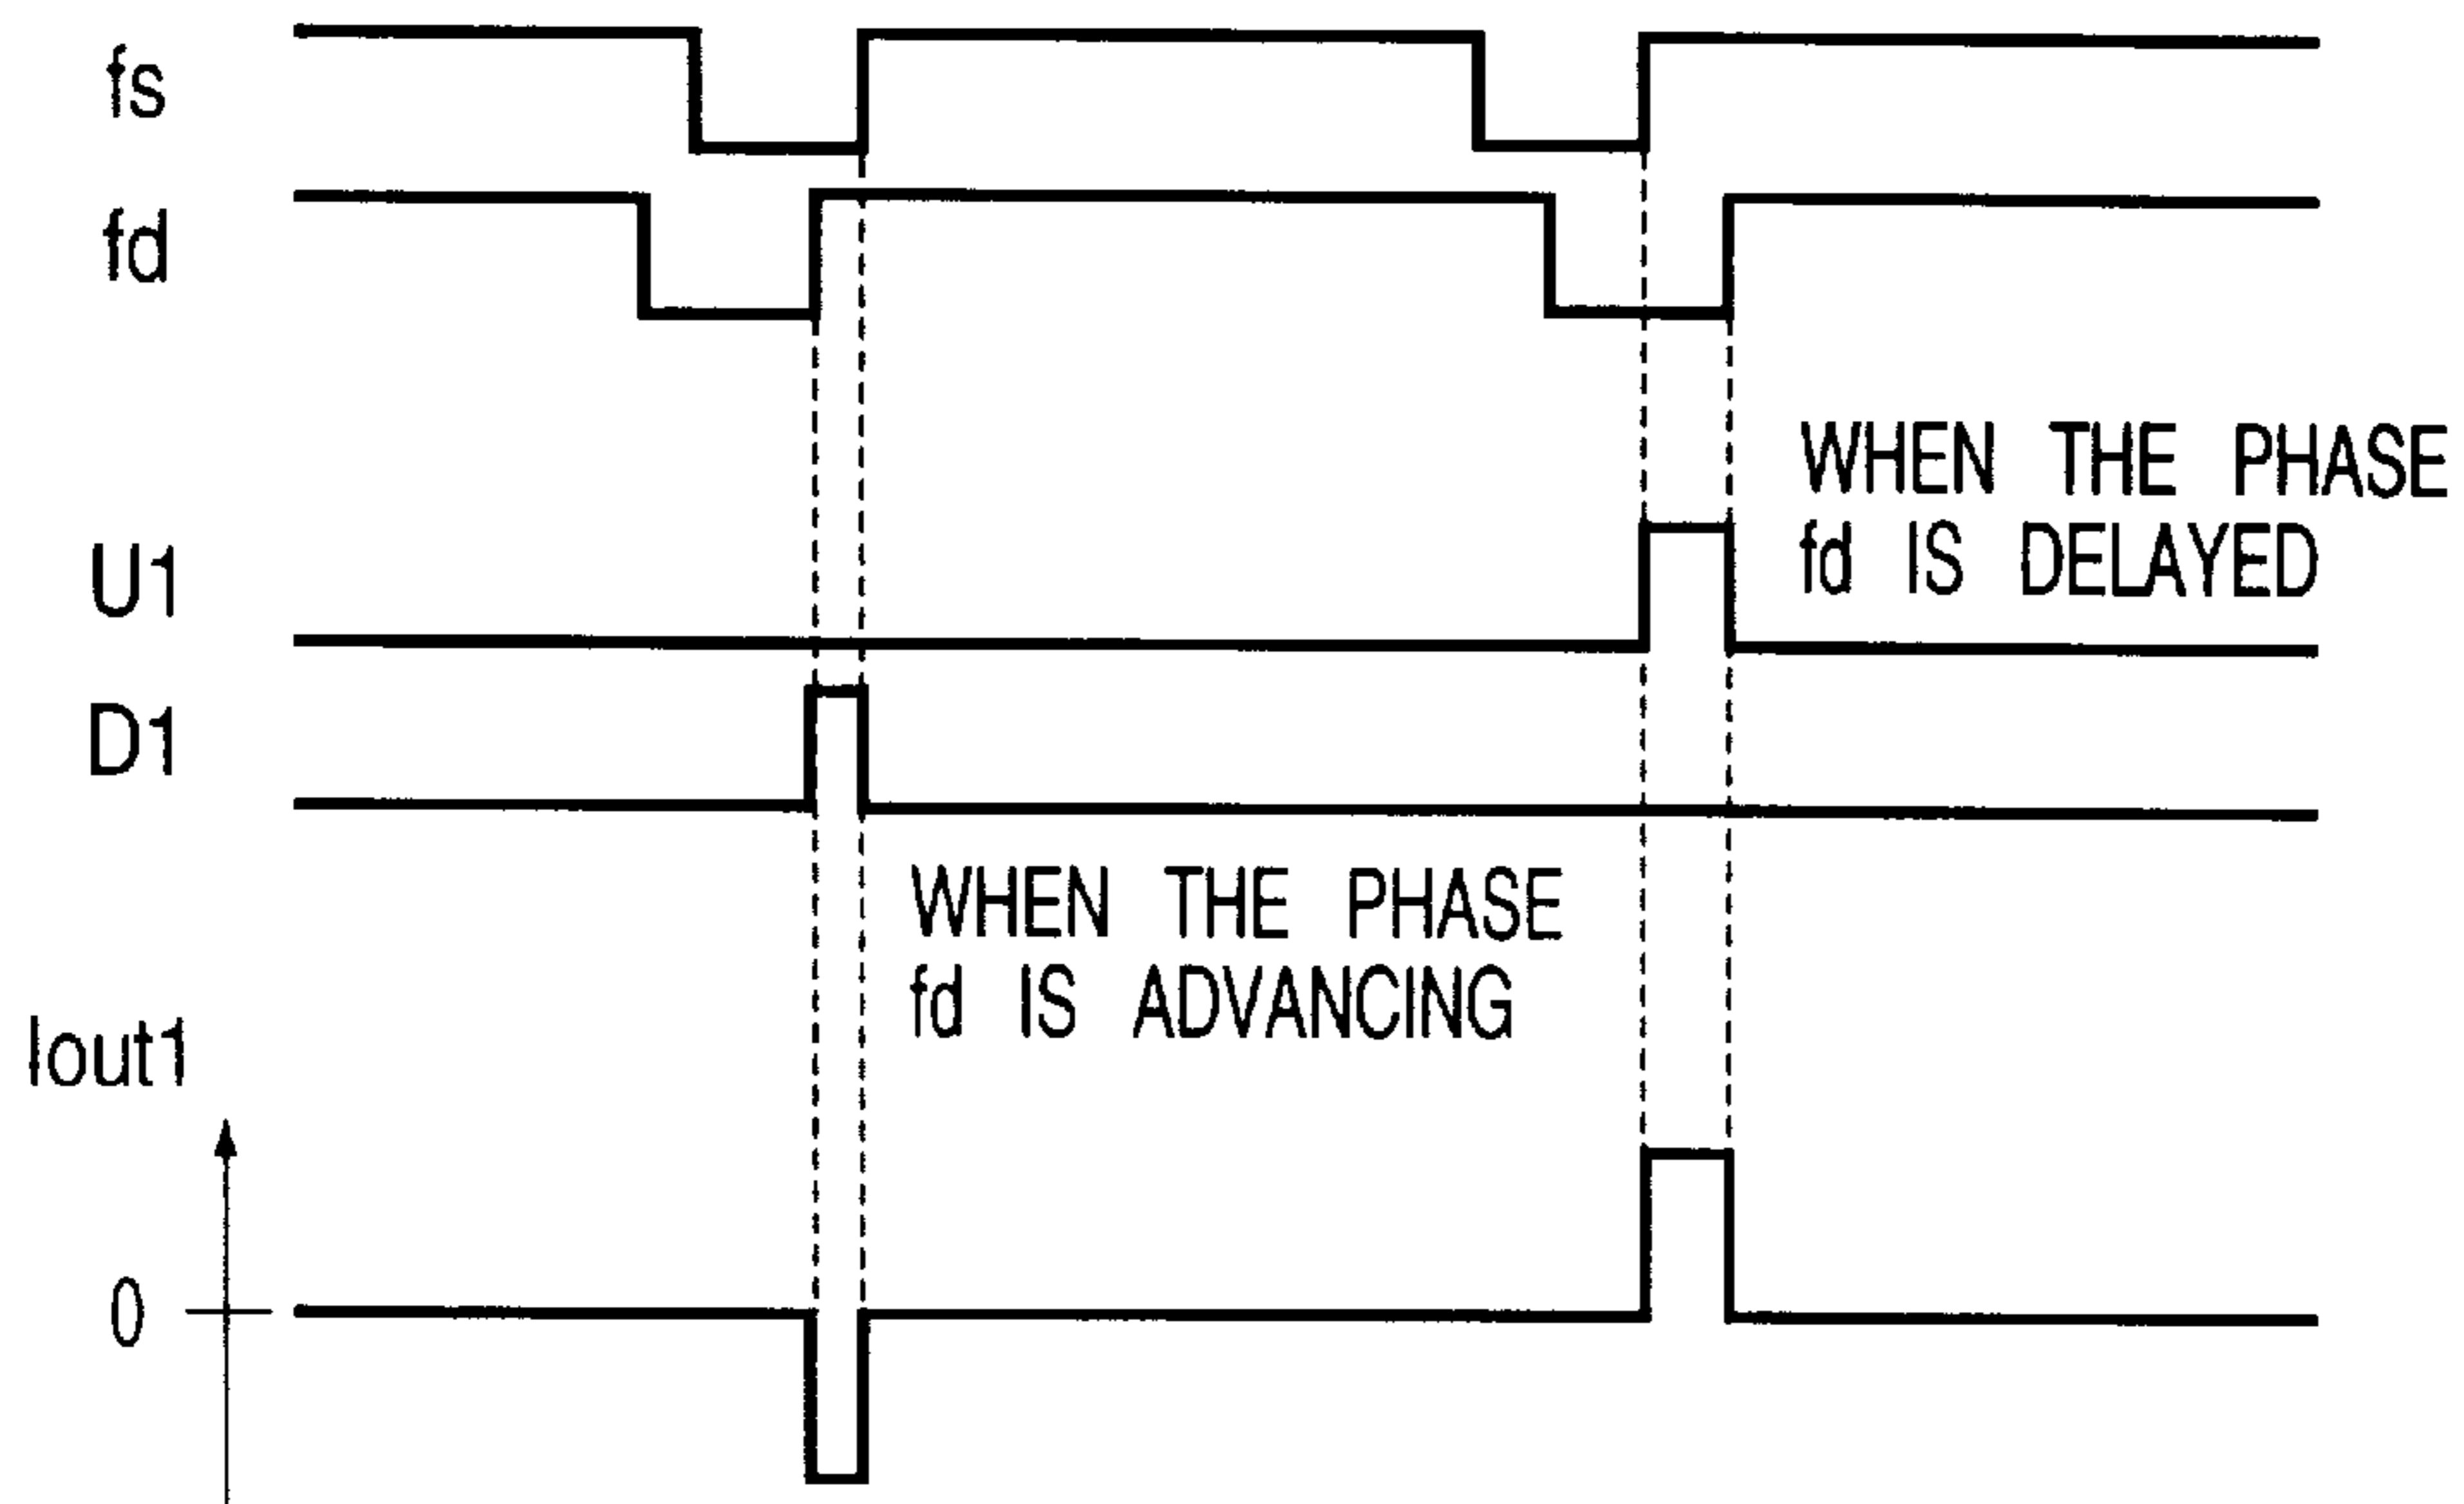 fs
fd
WHEN THE PHASE
fd IS DELAYED
U1
D1
WHEN THE PHASE
fd IS ADVANCING
Iout1
0